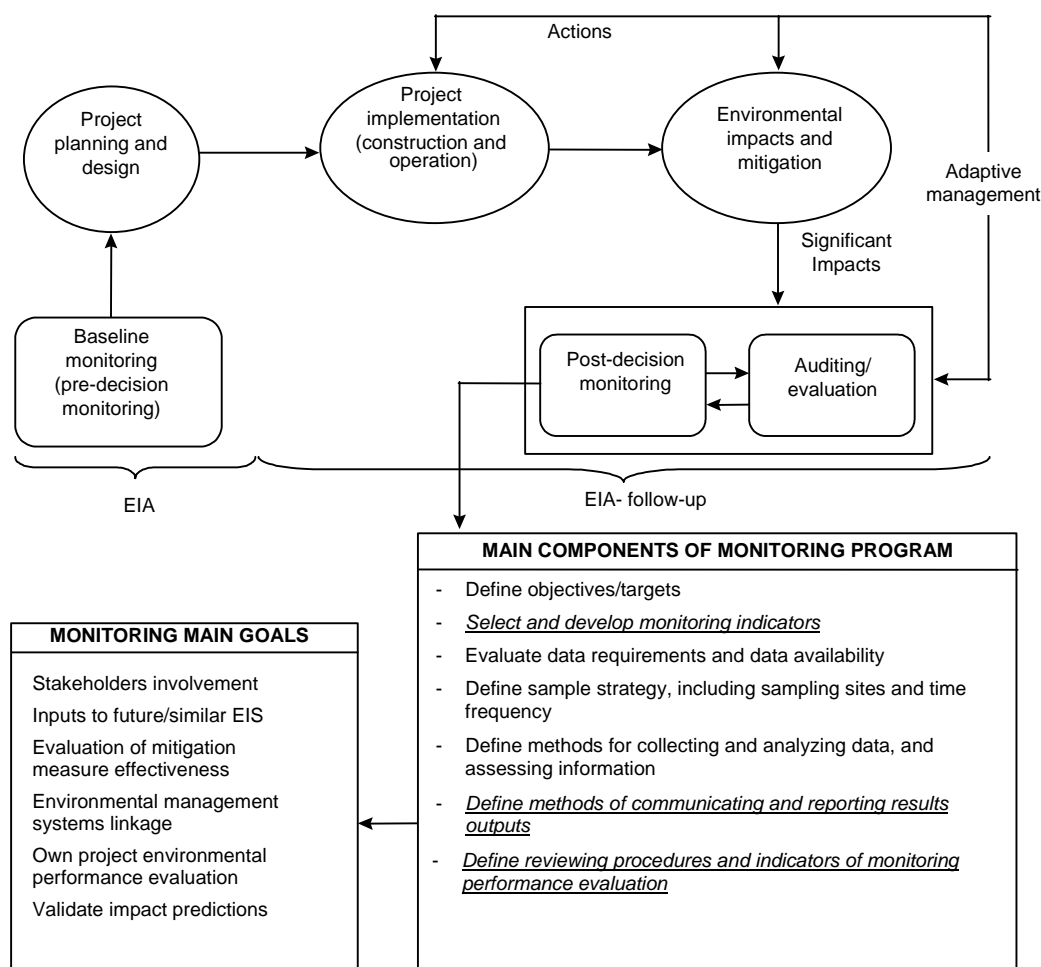 Actions
Project
planning and
design
Project
implementation
(construction and
operation)
Environmental
impacts and
mitigation
Adaptive
management
Significant
Impacts
Baseline
monitoring
(pre-decision
monitoring)
Post-decision
monitoring
Auditing/
evaluation
EIA
EIA- follow-up
MAIN COMPONENTS OF MONITORING PROGRAM
- Define objectives/targets
- Select and develop monitoring indicators
- Evaluate data requirements and data availability
- Define sample strategy, including sampling sites and time
frequency
- Define methods for collecting and analyzing data, and
assessing information
- Define methods of communicating and reporting results
outputs
- Define reviewing procedures and indicators of monitoring
performance evaluation
MONITORING MAIN GOALS
Stakeholders involvement
Inputs to future/similar EIS
Evaluation of mitigation
measure effectiveness
Environmental management
systems linkage
Own project environmental
performance evaluation
Validate impact predictions